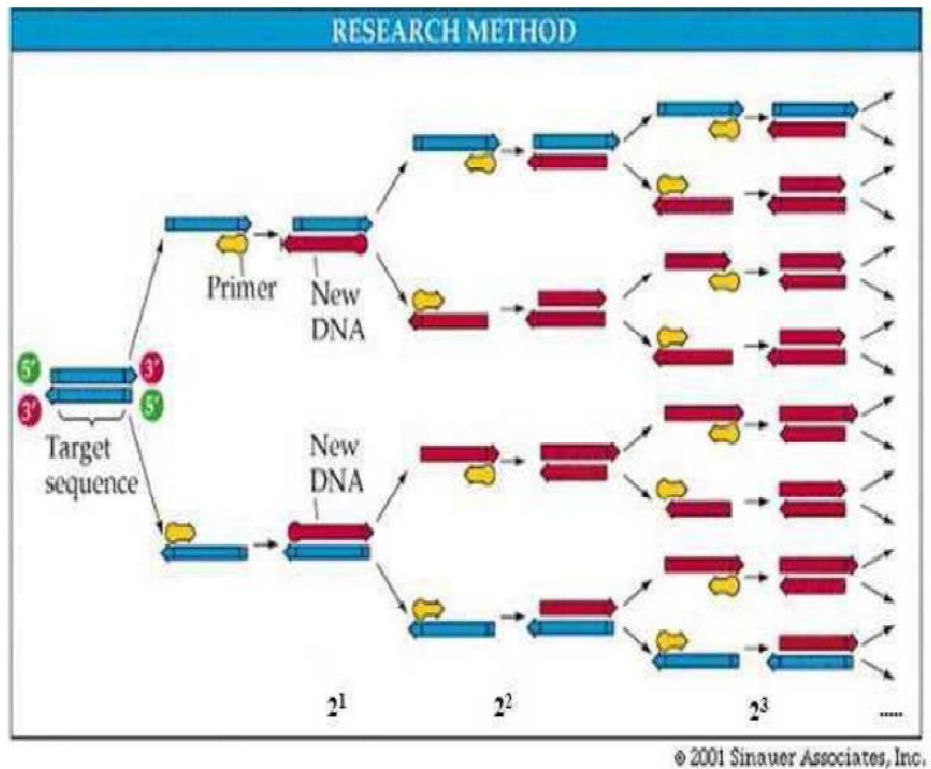 RESEARCH METHOD
Primer
New
DNA
5' 3'
3' 5'
Target
sequence
New
DNA
2¹ 2² 2³ .....
© 2001 Sinauer Associates, Inc.